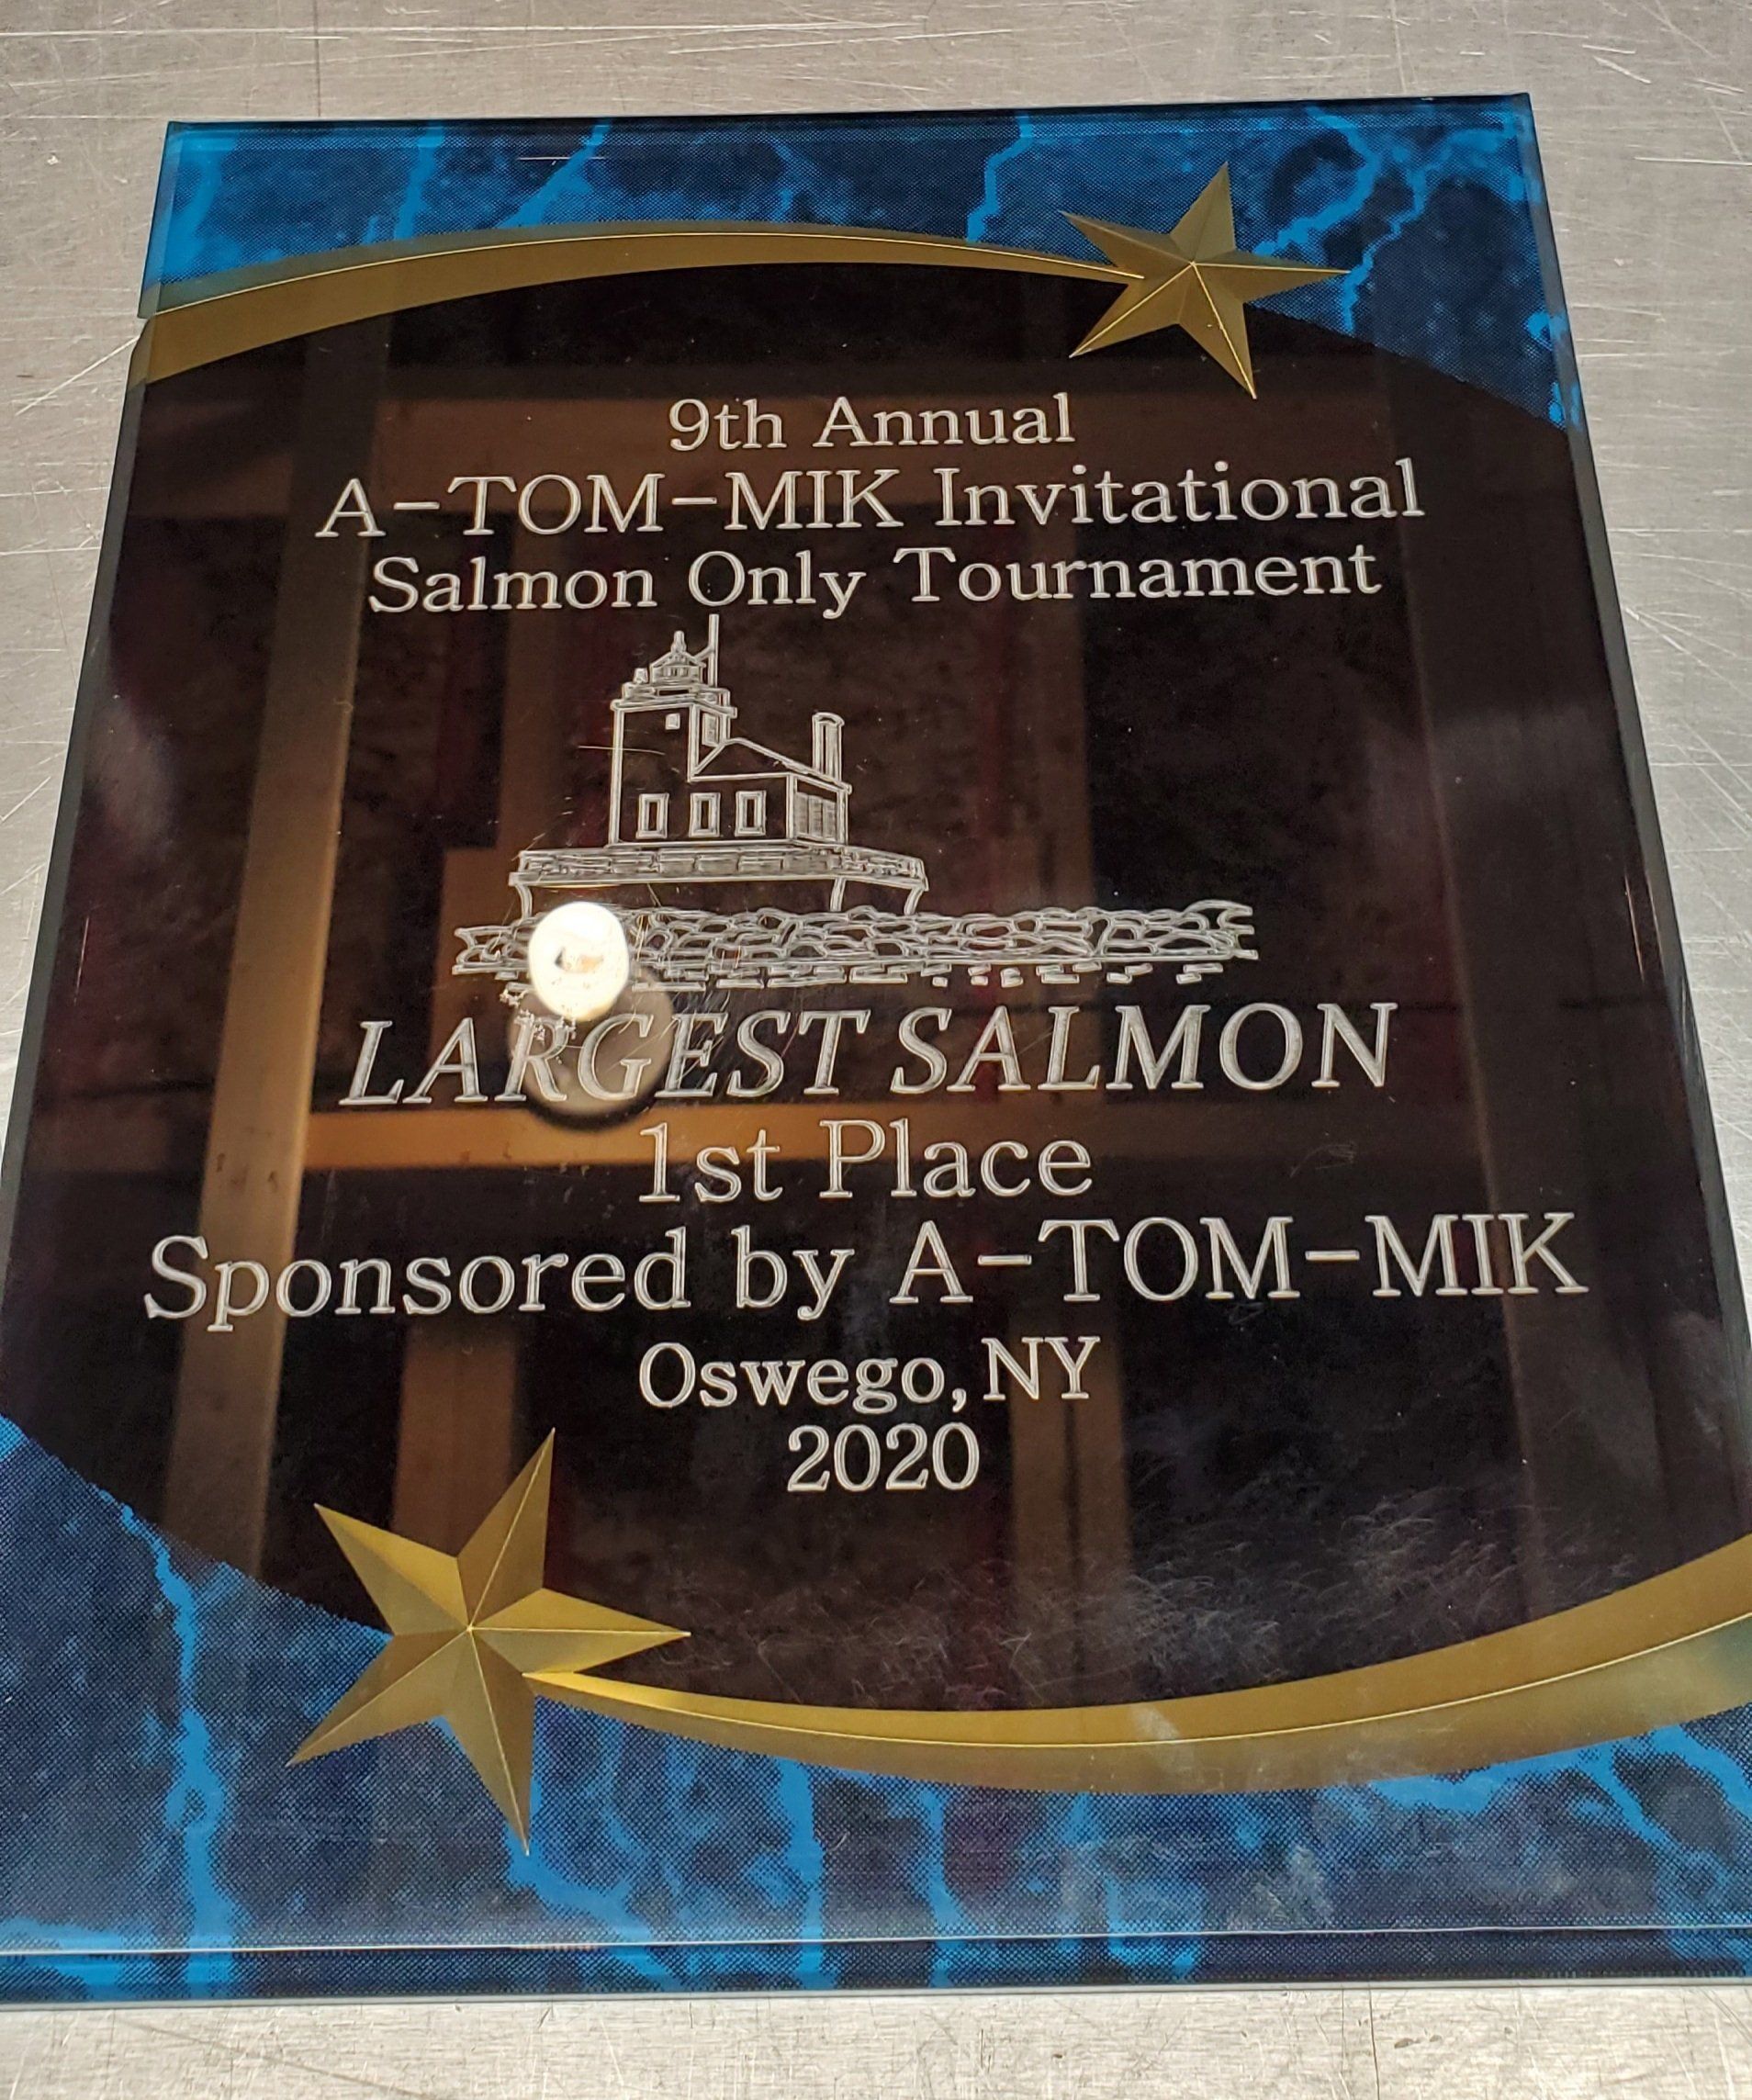 9th Annual
A-TOM-MIK Invitational
Salmon Only Tournament
LARGEST SALMON
1st Place
Sponsored by A-TOM-MIK
Oswego, NY
2020